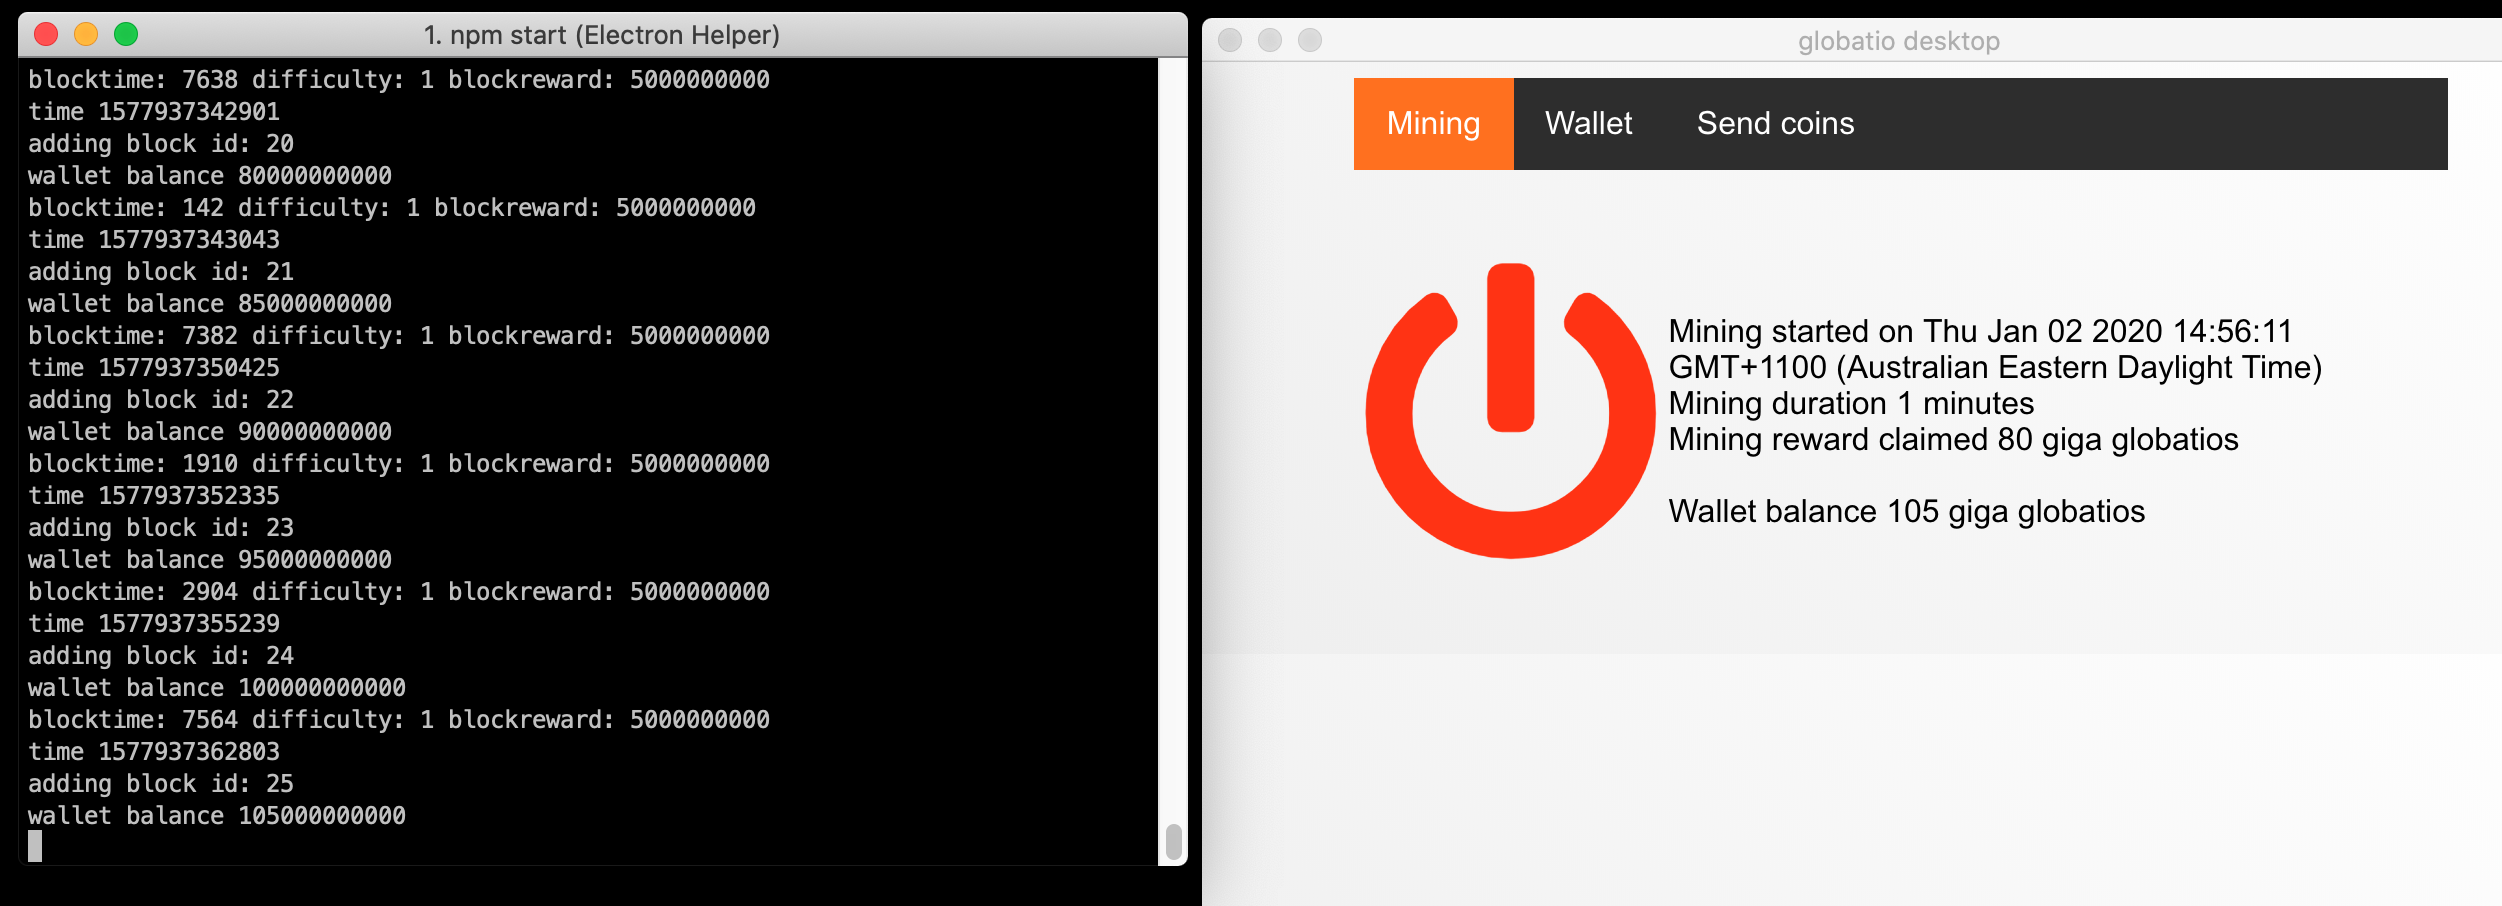 1. npm start (Electron Helper)
blocktime: 7638 difficulty: 1 blockreward: 5000000000
time 1577937342901
adding block id: 20
wallet balance 80000000000
blocktime: 142 difficulty: 1 blockreward: 5000000000
time 1577937343043
adding block id: 21
wallet balance 85000000000
blocktime: 7382 difficulty: 1 blockreward: 5000000000
time 1577937350425
adding block id: 22
wallet balance 90000000000
blocktime: 1910 difficulty: 1 blockreward: 5000000000
time 1577937352335
adding block id: 23
wallet balance 95000000000
blocktime: 2904 difficulty: 1 blockreward: 5000000000
time 1577937355239
adding block id: 24
wallet balance 100000000000
blocktime: 7564 difficulty: 1 blockreward: 5000000000
time 1577937362803
adding block id: 25
wallet balance 105000000000
globatio desktop
Mining Wallet Send coins
Mining started on Thu Jan 02 2020 14:56:11
GMT+1100 (Australian Eastern Daylight Time)
Mining duration 1 minutes
Mining reward claimed 80 giga globatios
Wallet balance 105 giga globatios